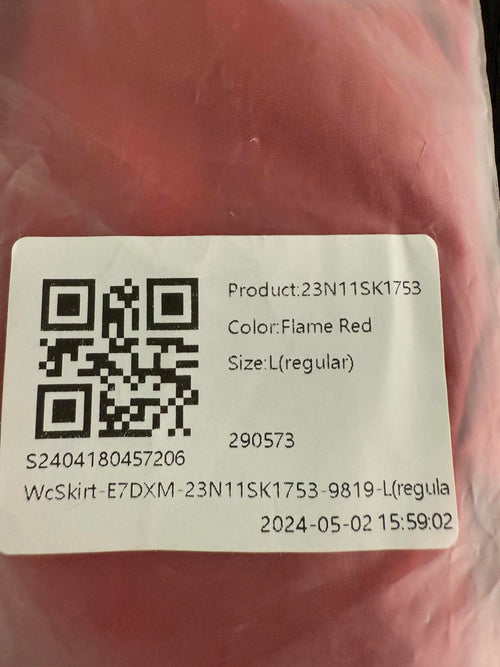 Product:23N11SK1753
Color:Flame Red
Size:L(regular)
290573
S2404180457206
WcSkirt-E7DXM-23N11SK1753-9819-L(regula
2024-05-02 15:59:02